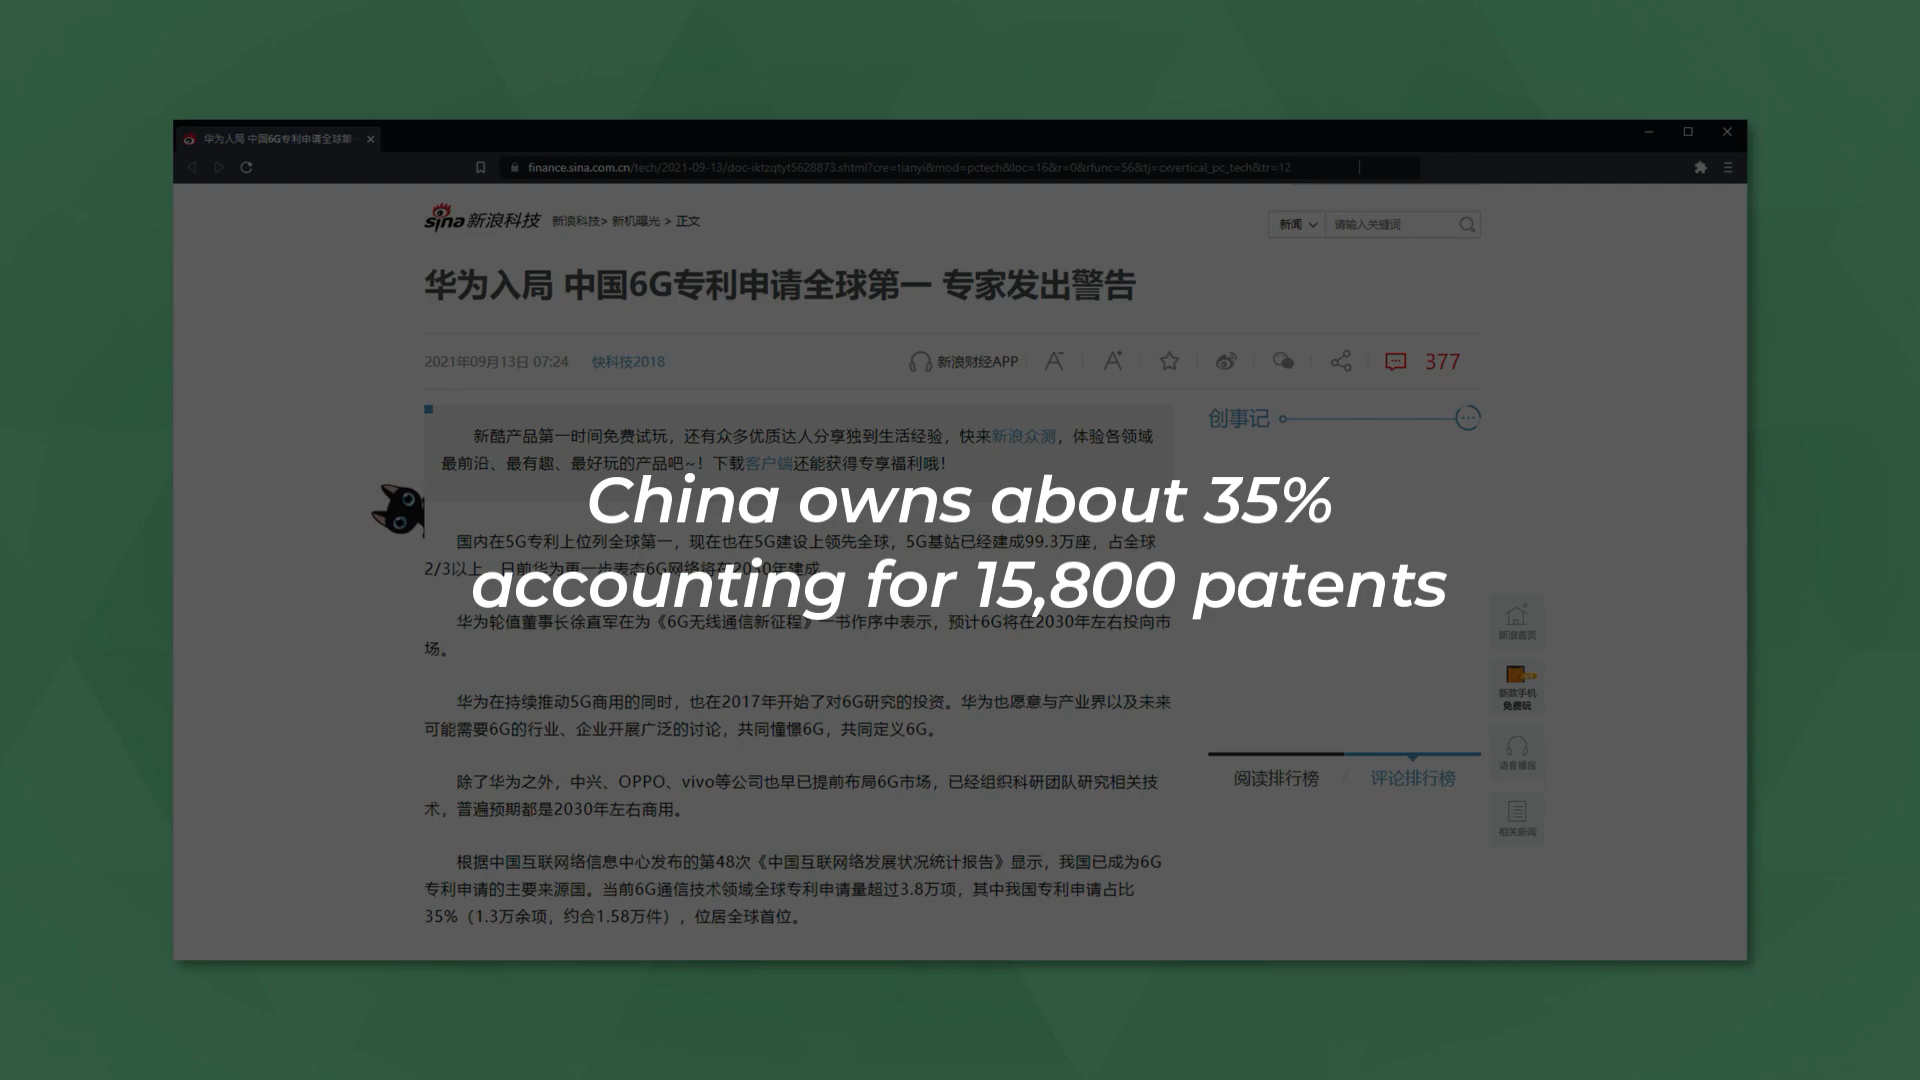 华为入局 中国6G专利申请全球第一
finance.sina.com.cn/tech/2021-09-13/doc-iktzqtyt5628873.shtml?cre=tianyi&mod=pctech&loc=16&r=0&rfunc=56&tj=cxvertical_pc_tech&tr=12
sina 新浪科技 新浪科技> 新机曝光 > 正文
新闻 请输入关键词
华为入局 中国6G专利申请全球第一 专家发出警告
2021年09月13日 07:24 快科技2018 新浪财经APP 377
创事记
新酷产品第一时间免费试玩，还有众多优质达人分享独到生活经验，快来新浪众测，体验各领域
最前沿、最有趣、最好玩的产品吧~！下载客户端还能获得专享福利哦！
China owns about 35%
accounting for 15,800 patents
国内在5G专利上位列全球第一，现在也在5G建设上领先全球，5G基站已经建成99.3万座，占全球
2/3以上，日前华为再一步表态6G网络将在2030年建成
华为轮值董事长徐直军在为《6G无线通信新征程》一书作序中表示，预计6G将在2030年左右投向市
场。
华为在持续推动5G商用的同时，也在2017年开始了对6G研究的投资。华为也愿意与产业界以及未来
可能需要6G的行业、企业开展广泛的讨论，共同憧憬6G，共同定义6G。
除了华为之外，中兴、OPPO、vivo等公司也早已提前布局6G市场，已经组织科研团队研究相关技
术，普遍预期都是2030年左右商用。
根据中国互联网络信息中心发布的第48次《中国互联网络发展状况统计报告》显示，我国已成为6G
专利申请的主要来源国。当前6G通信技术领域全球专利申请量超过3.8万项，其中我国专利申请占比
35%（1.3万余项，约合1.58万件），位居全球首位。
阅读排行榜 / 评论排行榜
新浪首页
新款手机
免费玩
语音播报
相关新闻